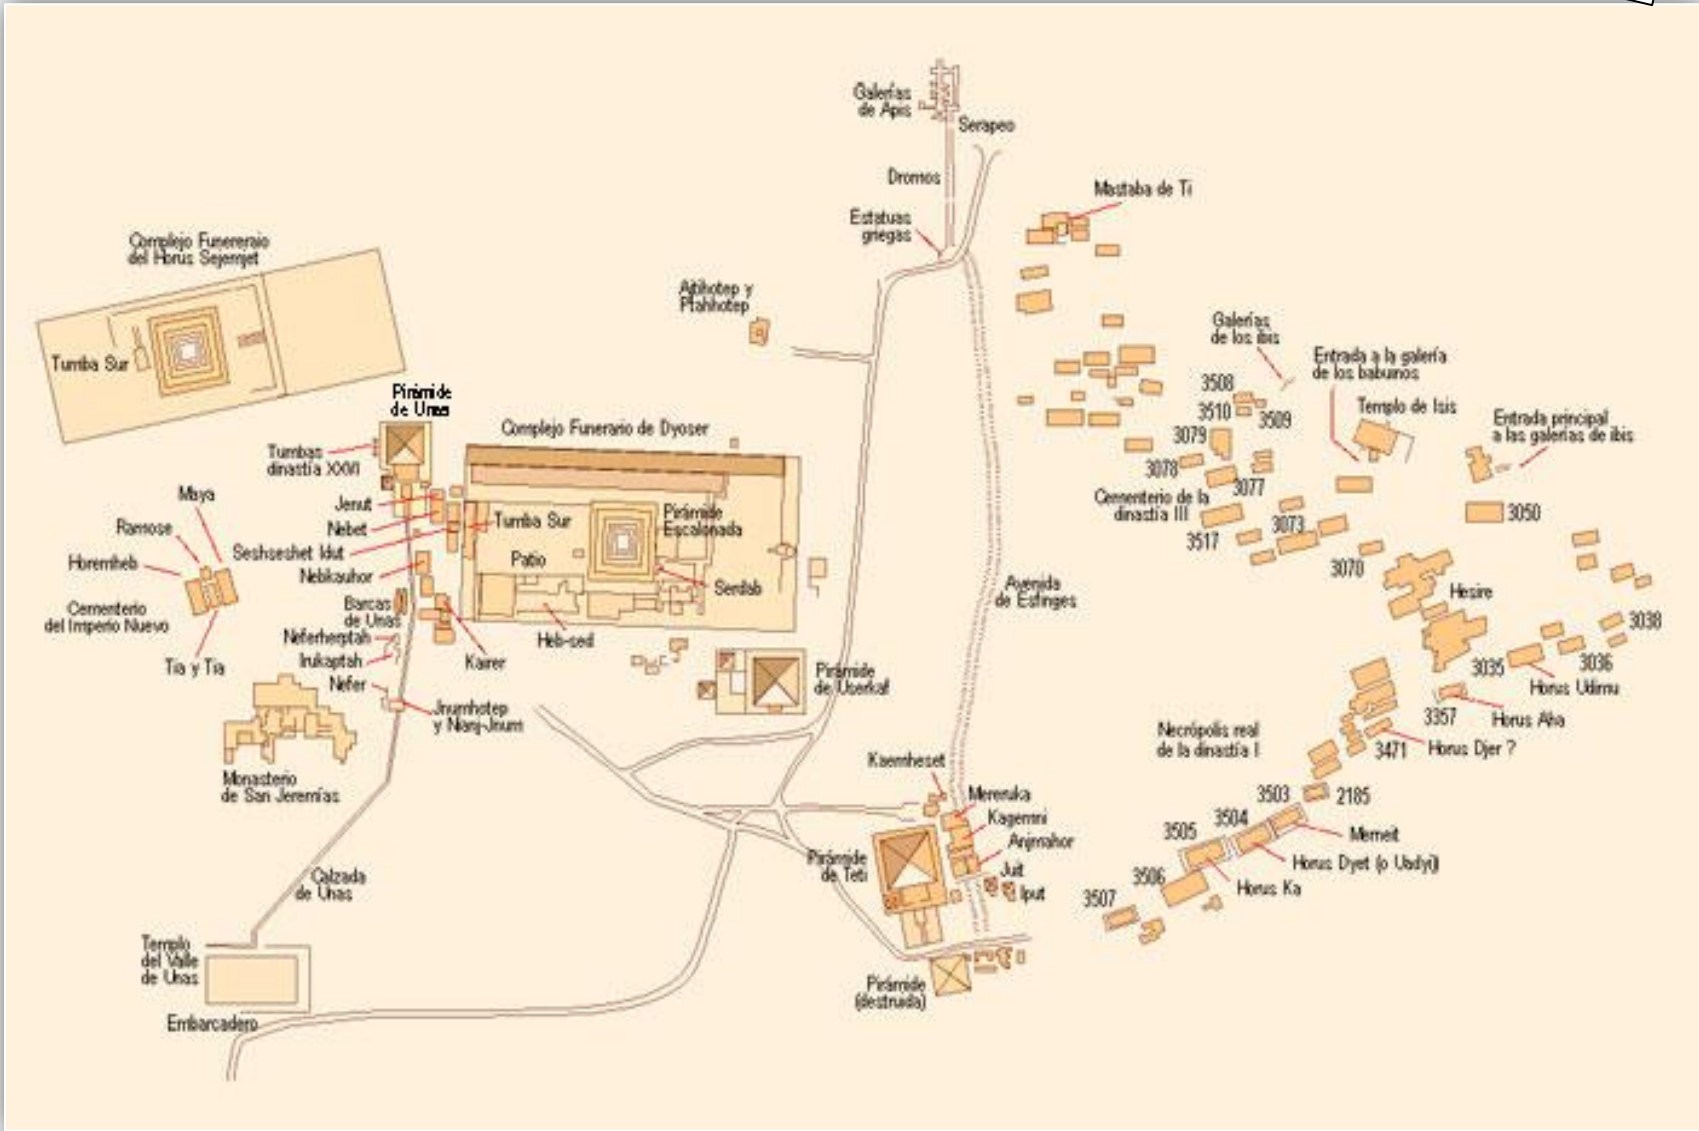 Galerías
de Apis
Serapeo
Dromos
Estatuas
griegas
Mastaba de Ti
Complejo Funereraio
del Horus Sejemjet
Tumba Sur
Ajtihotep y
Ptahhotep
Galerías
de los ibis
Entrada a la galería
de los babuinos
Templo de Isis
Entrada principal
a las galerías de ibis
3508
3510
3509
3079
3078
3077
3050
Cementerio de la
dinastía III
3073
3517
3070
Hesire
3038
3035
3036
Horus Udimu
3357
Horus Aha
3471
Horus Djer ?
Necrópolis real
de la dinastía I
3503
2185
3504
3505
Merneit
Horus Dyet (o Uadyi)
3506
Horus Ka
3507
Pirámide
de Unas
Tumbas
dinastía XXVI
Complejo Funerario de Dyoser
Maya
Ramose
Horemheb
Cementerio
del Imperio Nuevo
Tia y Tia
Jenut
Nebet
Seshseshet Idut
Nebkauhor
Barcas
de Unas
Neferherptah
Irukaptah
Nefer
Tumba Sur
Pirámide
Escalonada
Patio
Serdab
Heb-sed
Kairer
Jnumhotep
y Nianj-Jnum
Pirámide
de Userkaf
Avenida
de Esfinges
Monasterio
de San Jeremías
Kaemheset
Mereruka
Kagemni
Anjmahor
Juit
Iput
Pirámide
de Teti
Pirámide
(destruida)
Calzada
de Unas
Templo
del Valle
de Unas
Embarcadero